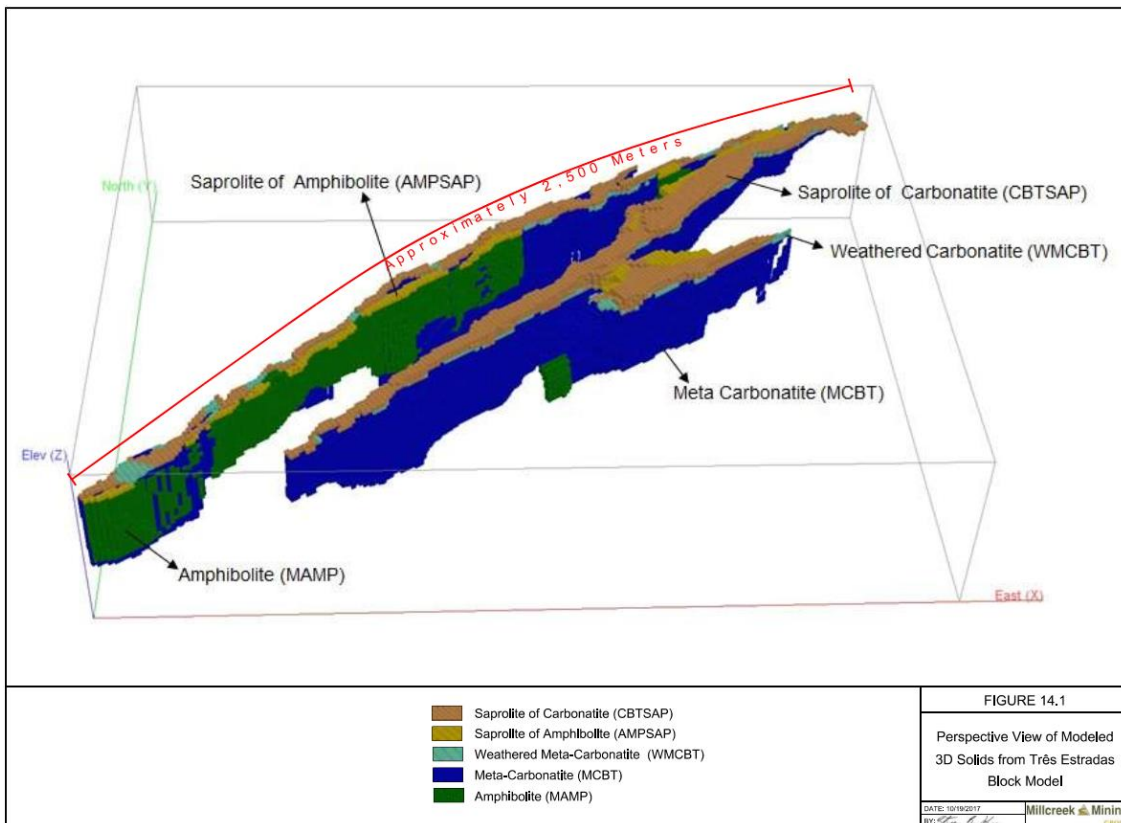 North (Y)
Saprolite of Amphibolite (AMPSAP)
Approximately 2,500 Meters
Saprolite of Carbonatite (CBTSAP)
Weathered Carbonatite (WMCBT)
Meta Carbonatite (MCBT)
Elev (Z)
Amphibolite (MAMP)
East (X)
Saprolite of Carbonatite (CBTSAP)
Saprolite of Amphibolite (AMPSAP)
Weathered Meta-Carbonatite (WMCBT)
Meta-Carbonatite (MCBT)
Amphibolite (MAMP)
FIGURE 14.1
Perspective View of Modeled
3D Solids from Três Estradas
Block Model
DATE: 10/19/2017
BY:
Millcreek Mining